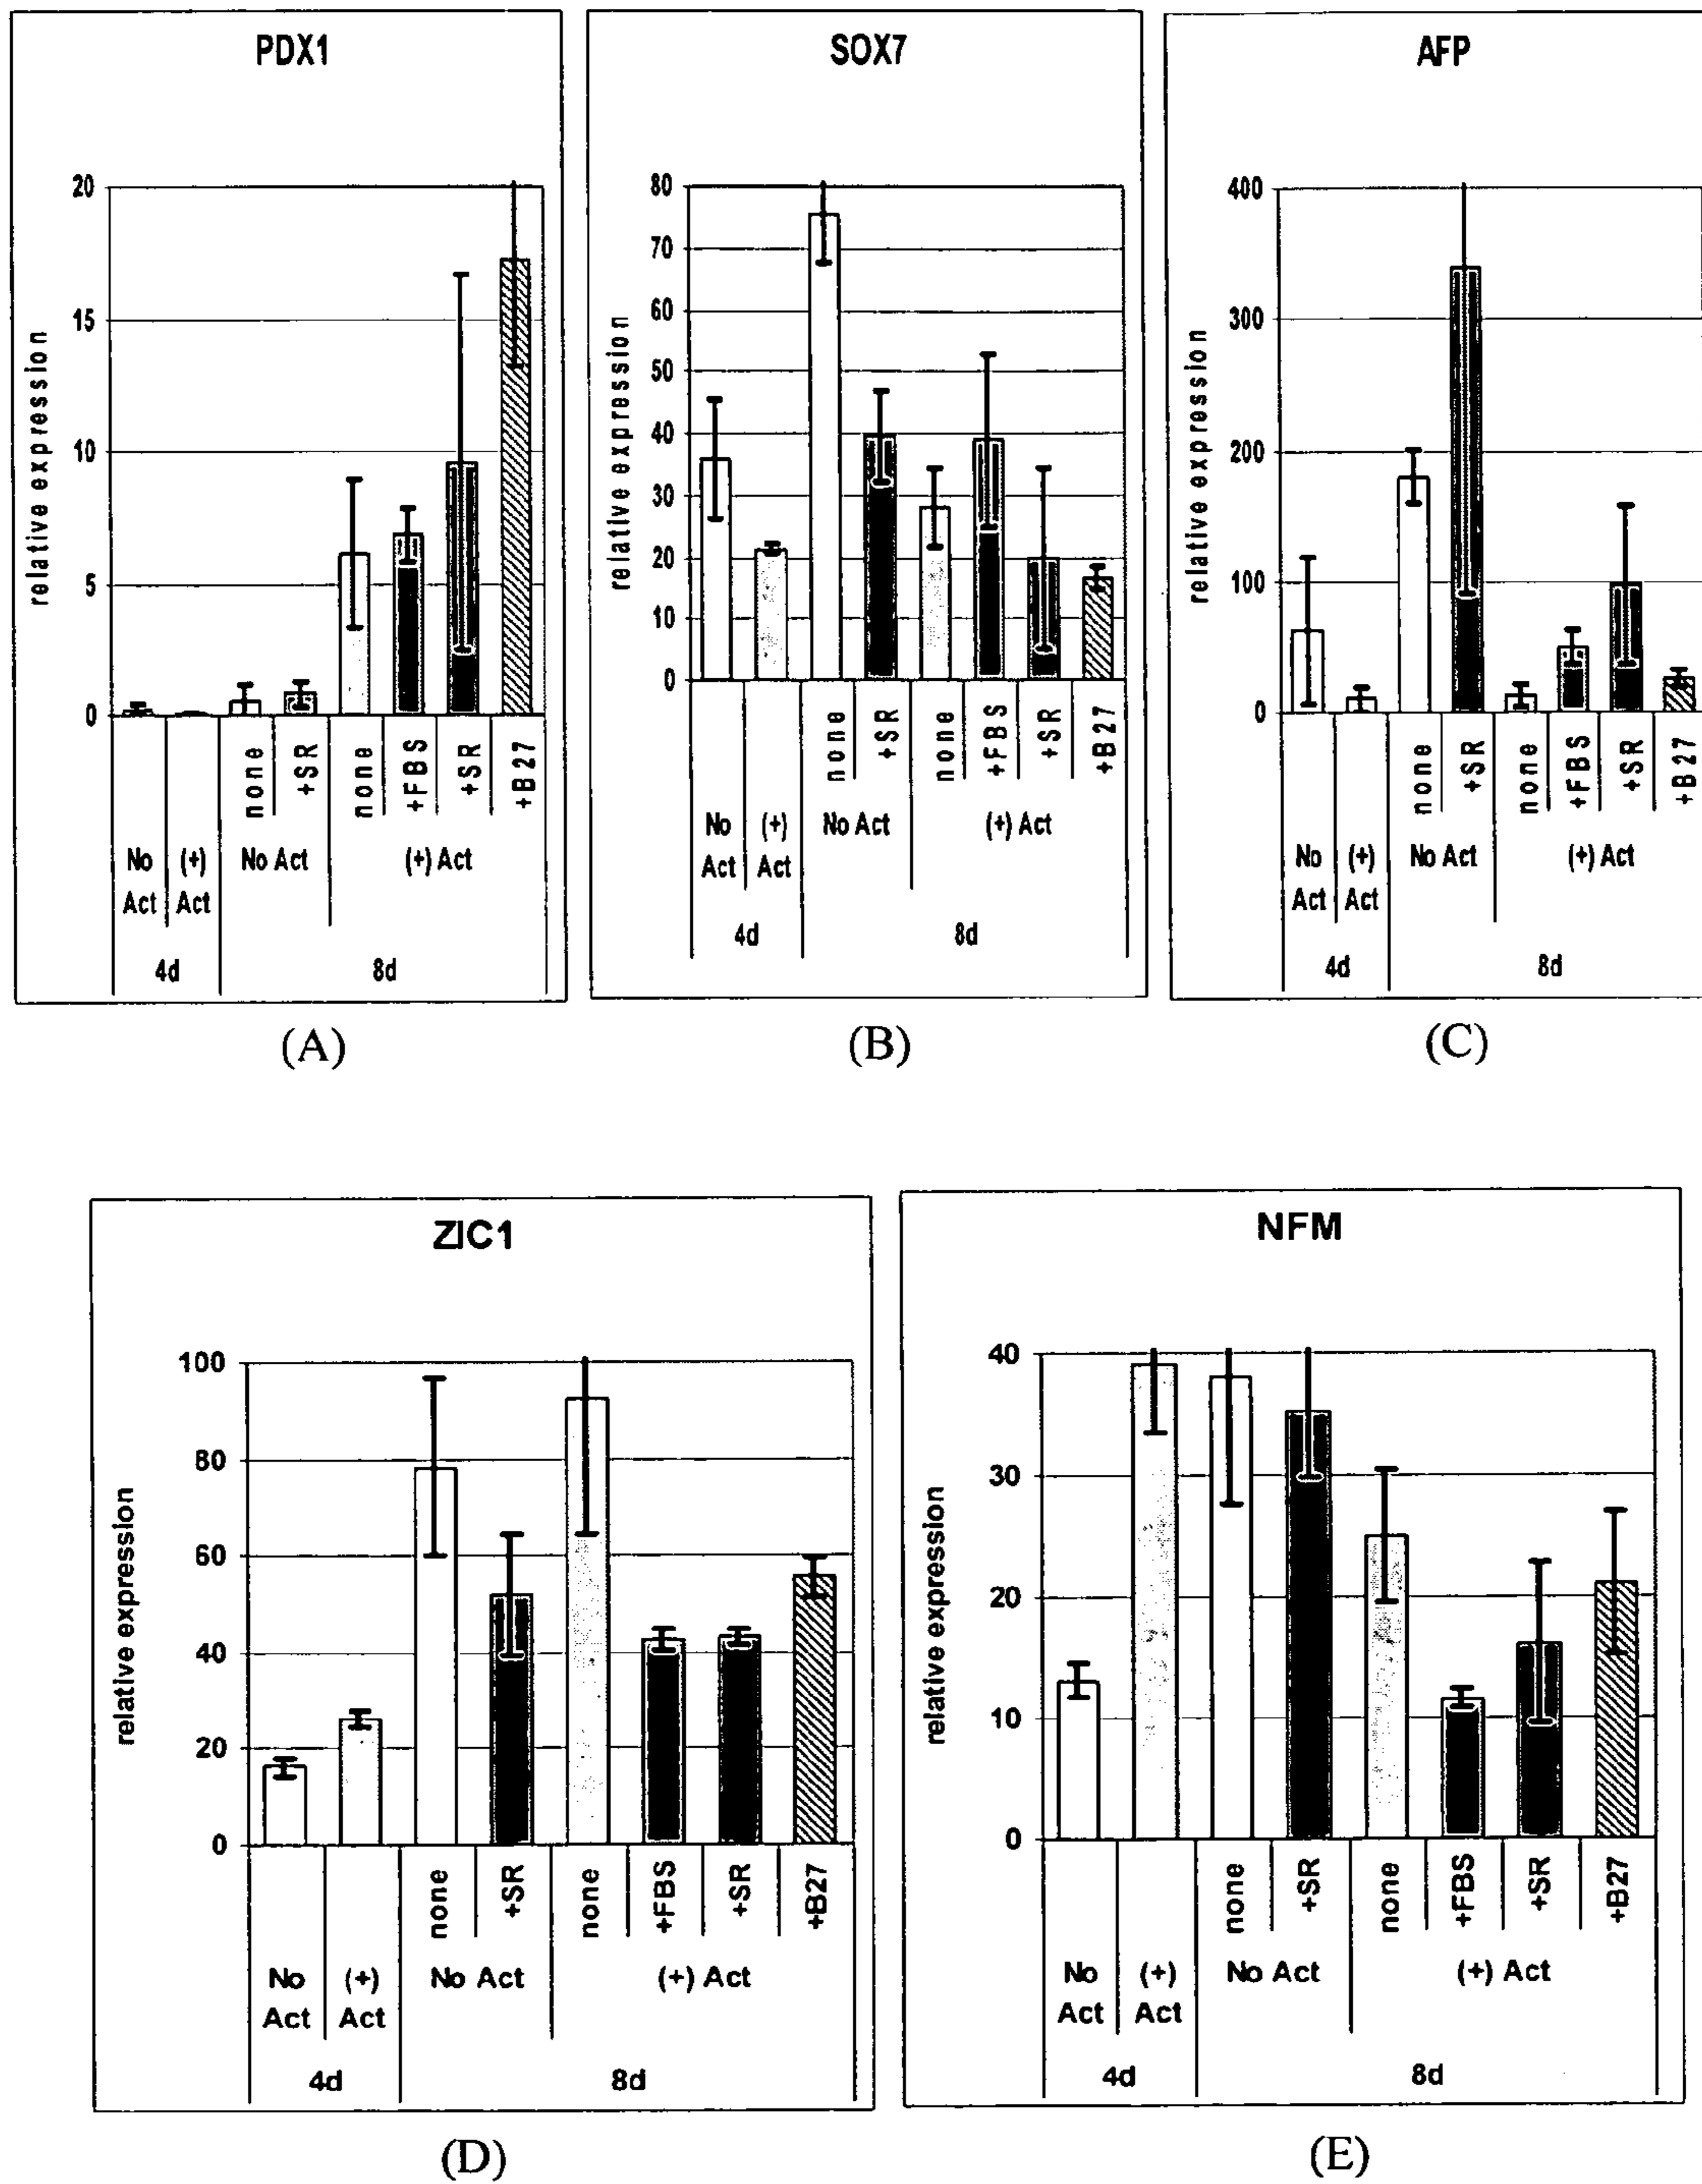 PDX1
relative expression
20
15
10
5
0
none
+SR
none
+FBS
+SR
+B27
No Act
(+) Act
No Act
(+) Act
4d
8d
(A)
SOX7
relative expression
80
70
60
50
40
30
20
10
0
none
+SR
none
+FBS
+SR
+B27
No Act
(+) Act
No Act
(+) Act
4d
8d
(B)
AFP
relative expression
400
300
200
100
0
none
+SR
none
+FBS
+SR
+B27
No Act
(+) Act
No Act
(+) Act
4d
8d
(C)
ZIC1
relative expression
100
80
60
40
20
0
none
+SR
none
+FBS
+SR
+B27
No Act
(+) Act
No Act
(+) Act
4d
8d
(D)
NFM
relative expression
40
30
20
10
0
none
+SR
none
+FBS
+SR
+B27
No Act
(+) Act
No Act
(+) Act
4d
8d
(E)